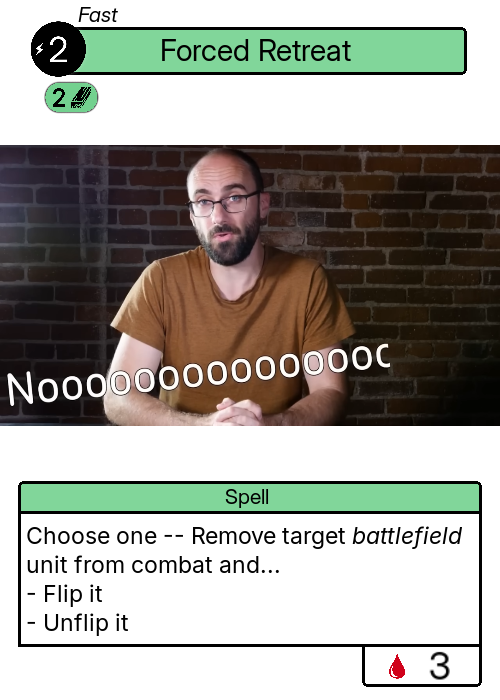 Fast
2
Forced Retreat
2
Nooooooooooooooo
Spell
Choose one -- Remove target battlefield
unit from combat and...
- Flip it
- Unflip it
3